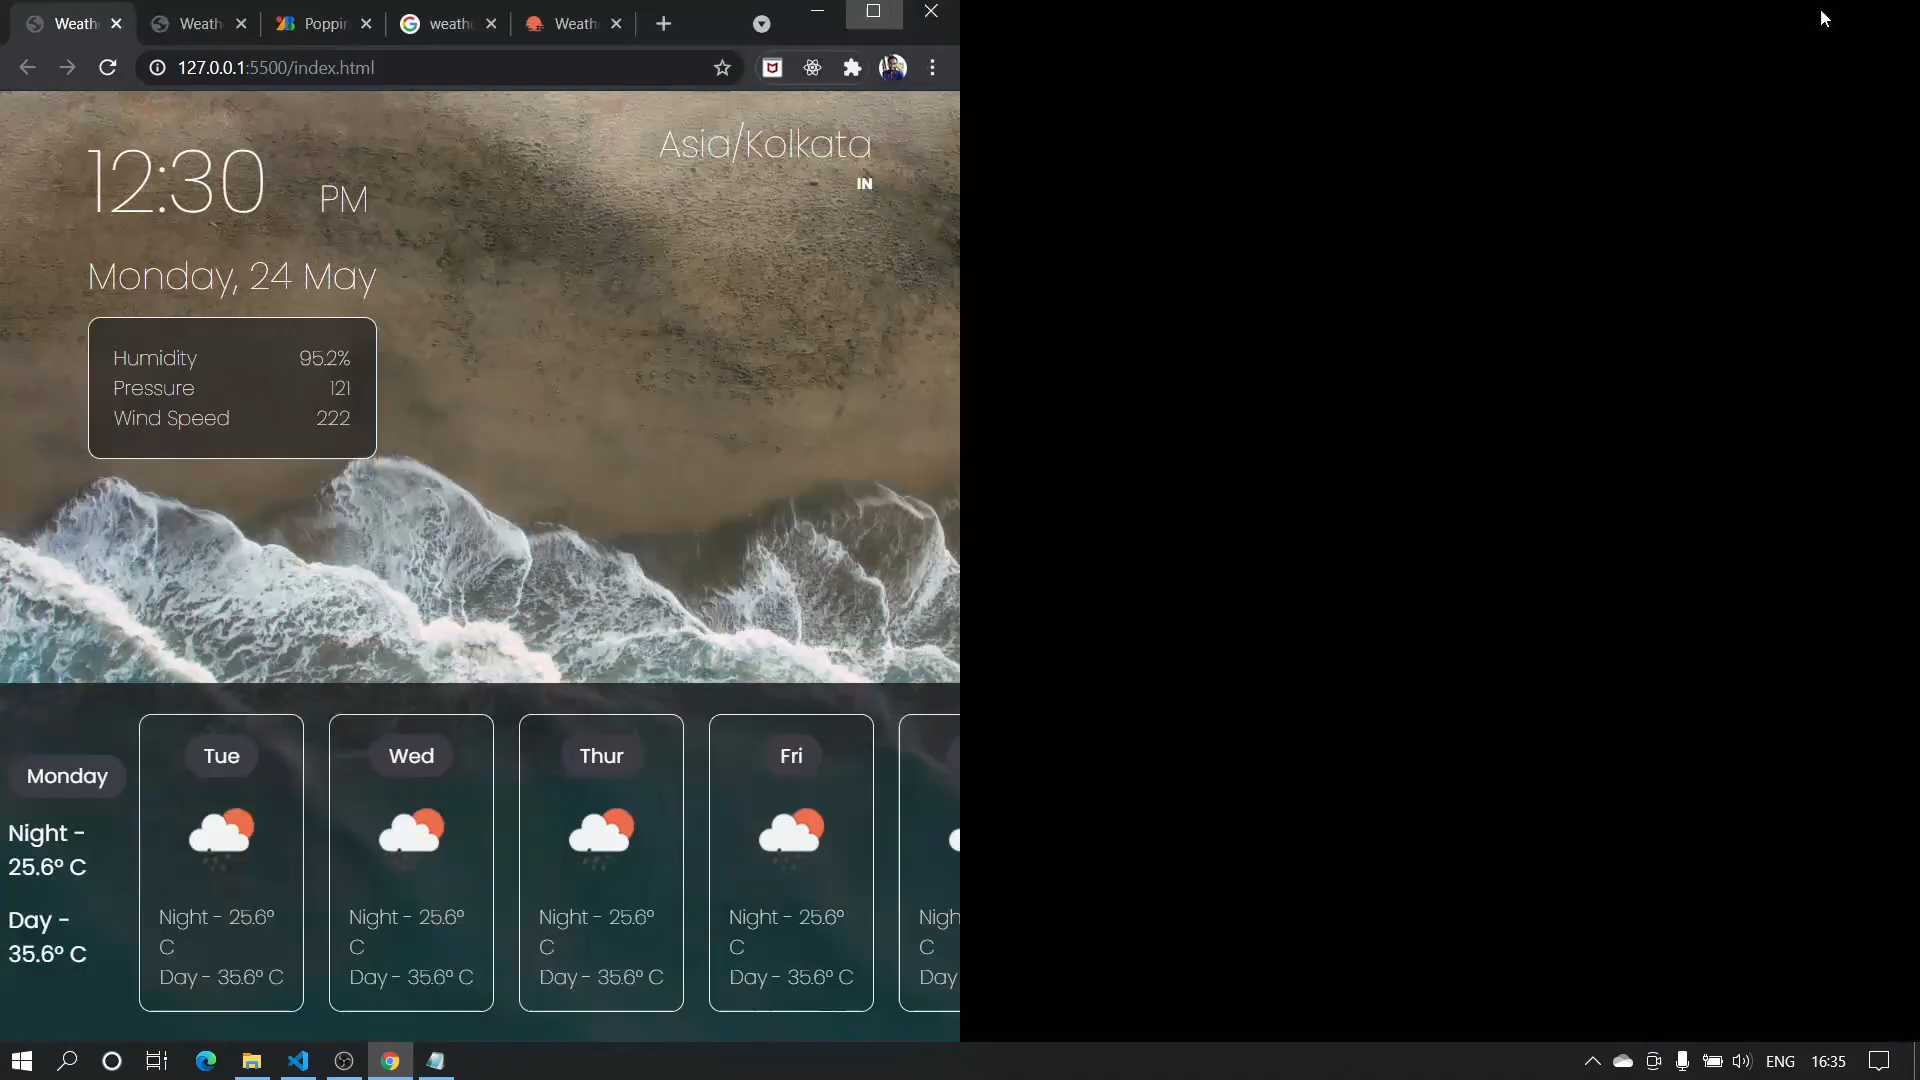 Weath
Weath
Poppin
weath
Weath
127.0.0.1:5500/index.html
12:30 PM
Monday, 24 May
Asia/Kolkata
IN
Humidity 95.2%
Pressure 121
Wind Speed 222
Monday
Night -
25.6° C
Day -
35.6° C
Tue
Night - 25.6°
C
Day - 35.6° C
Wed
Night - 25.6°
C
Day - 35.6° C
Thur
Night - 25.6°
C
Day - 35.6° C
Fri
Night - 25.6°
C
Day - 35.6° C
Nigh
C
Day
ENG
16:35